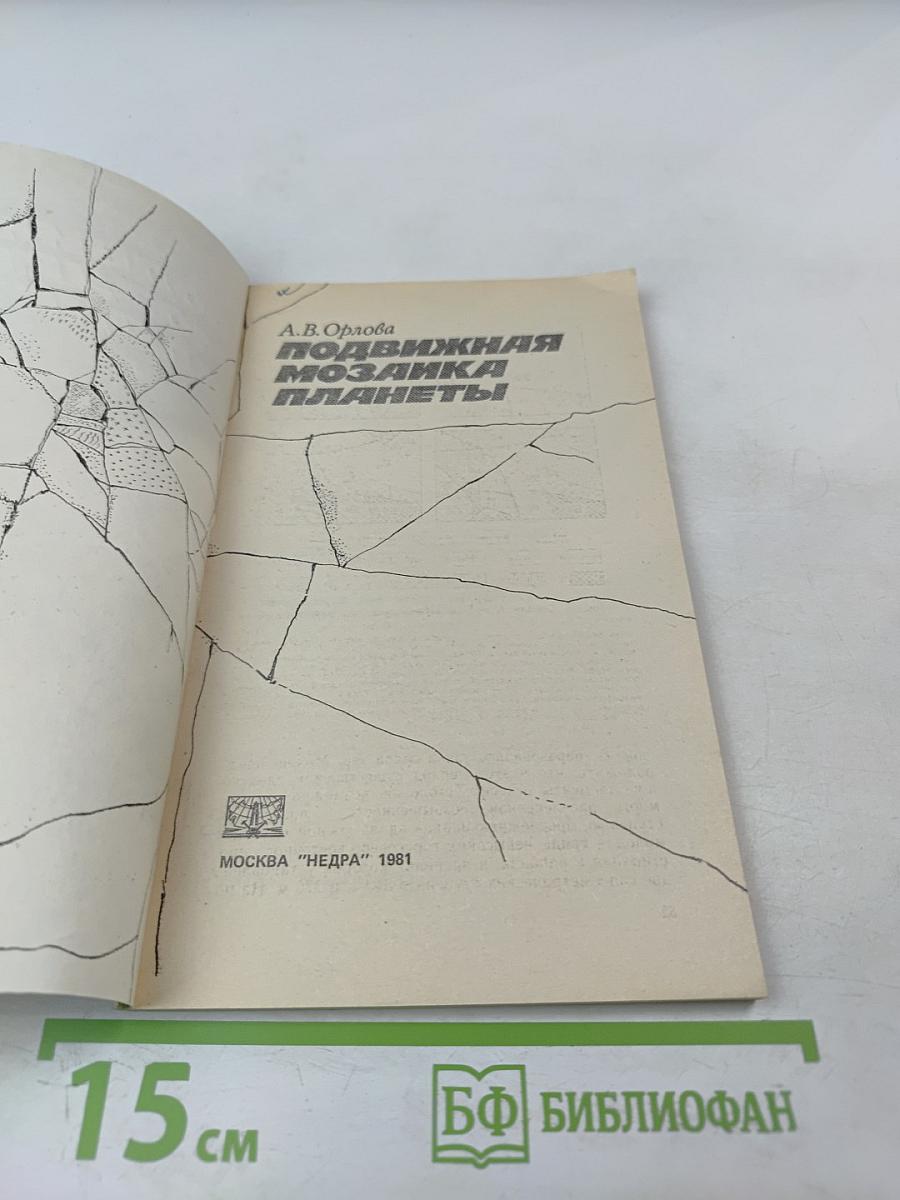 А. В. Орлова
ПОДВИЖНАЯ
МОЗАИКА
ПЛАНЕТЫ
МОСКВА "НЕДРА" 1981
15 см
БФ БИБЛИОФАН